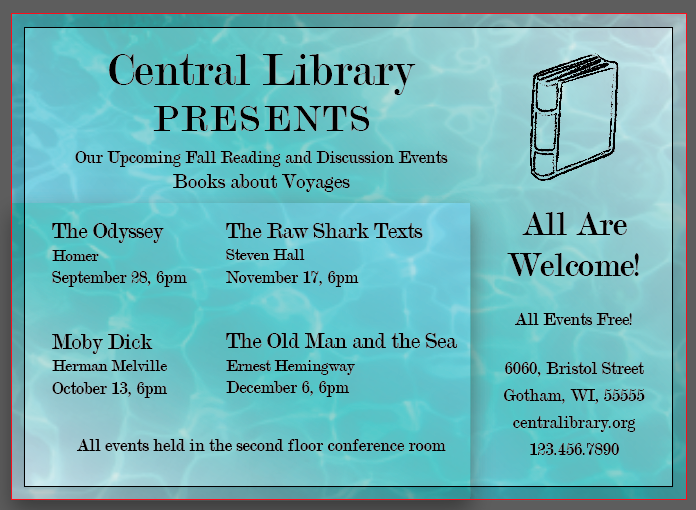 Central Library
PRESENTS
Our Upcoming Fall Reading and Discussion Events
Books about Voyages
The Odyssey
Homer
September 28, 6pm
The Raw Shark Texts
Steven Hall
November 17, 6pm
Moby Dick
Herman Melville
October 13, 6pm
The Old Man and the Sea
Ernest Hemingway
December 6, 6pm
All events held in the second floor conference room
All Are
Welcome!
All Events Free!
6060, Bristol Street
Gotham, WI, 55555
centralibrary.org
123.456.7890